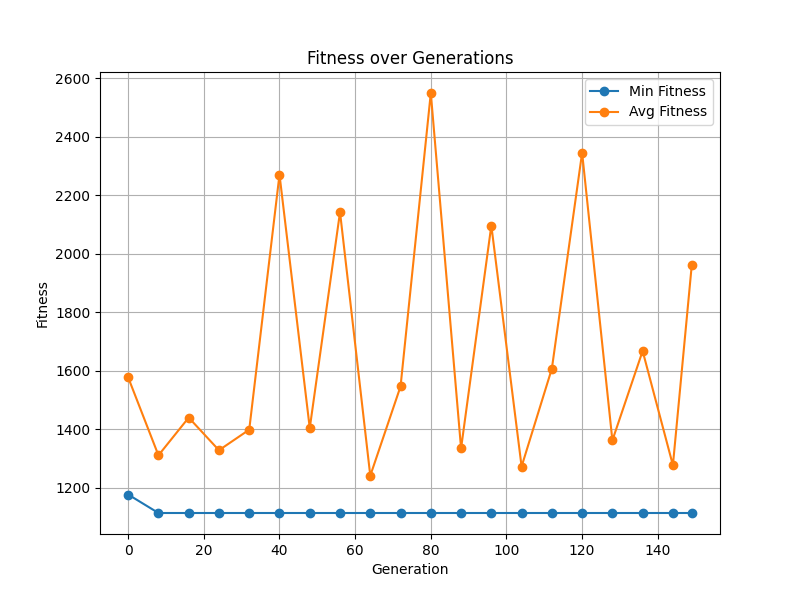 Fitness over Generations
Min Fitness
Avg Fitness
2600
2400
2200
2000
1800
1600
1400
1200
Fitness
0 20 40 60 80 100 120 140
Generation